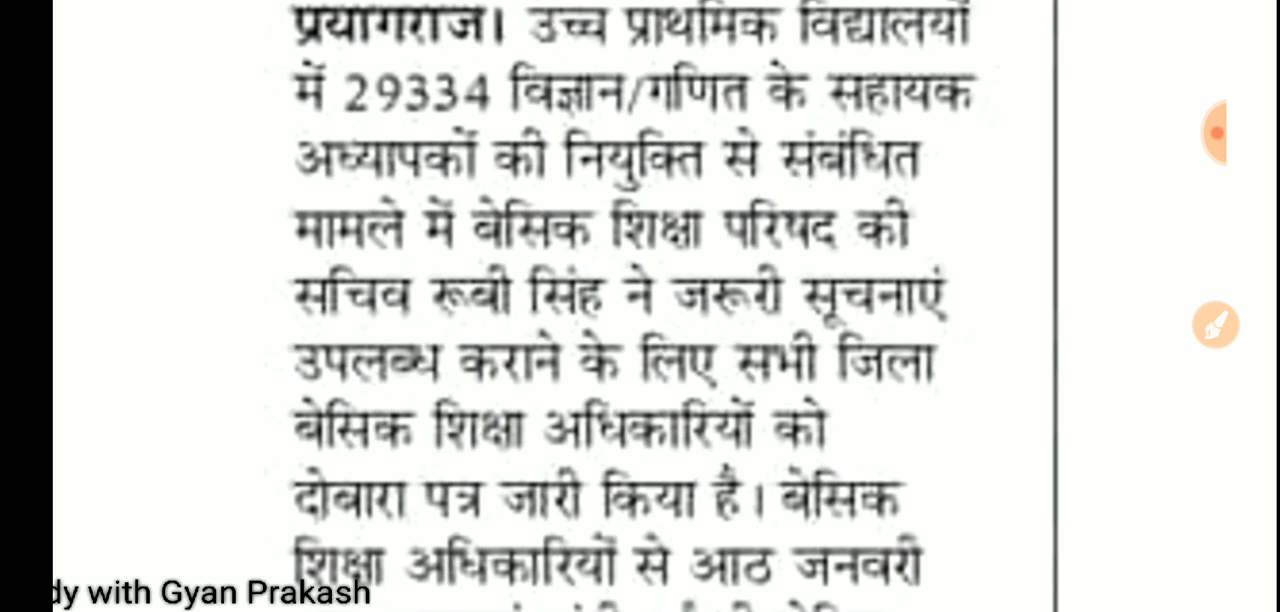 प्रयागराज। उच्च प्राथमिक विद्यालयों
में 29334 विज्ञान/गणित के सहायक
अध्यापकों की नियुक्ति से संबंधित
मामले में बेसिक शिक्षा परिषद की
सचिव रूबी सिंह ने जरूरी सूचनाएं
उपलब्ध कराने के लिए सभी जिला
बेसिक शिक्षा अधिकारियों को
दोबारा पत्र जारी किया है। बेसिक
शिक्षा अधिकारियों से आठ जनवरी
dy with Gyan Prakash